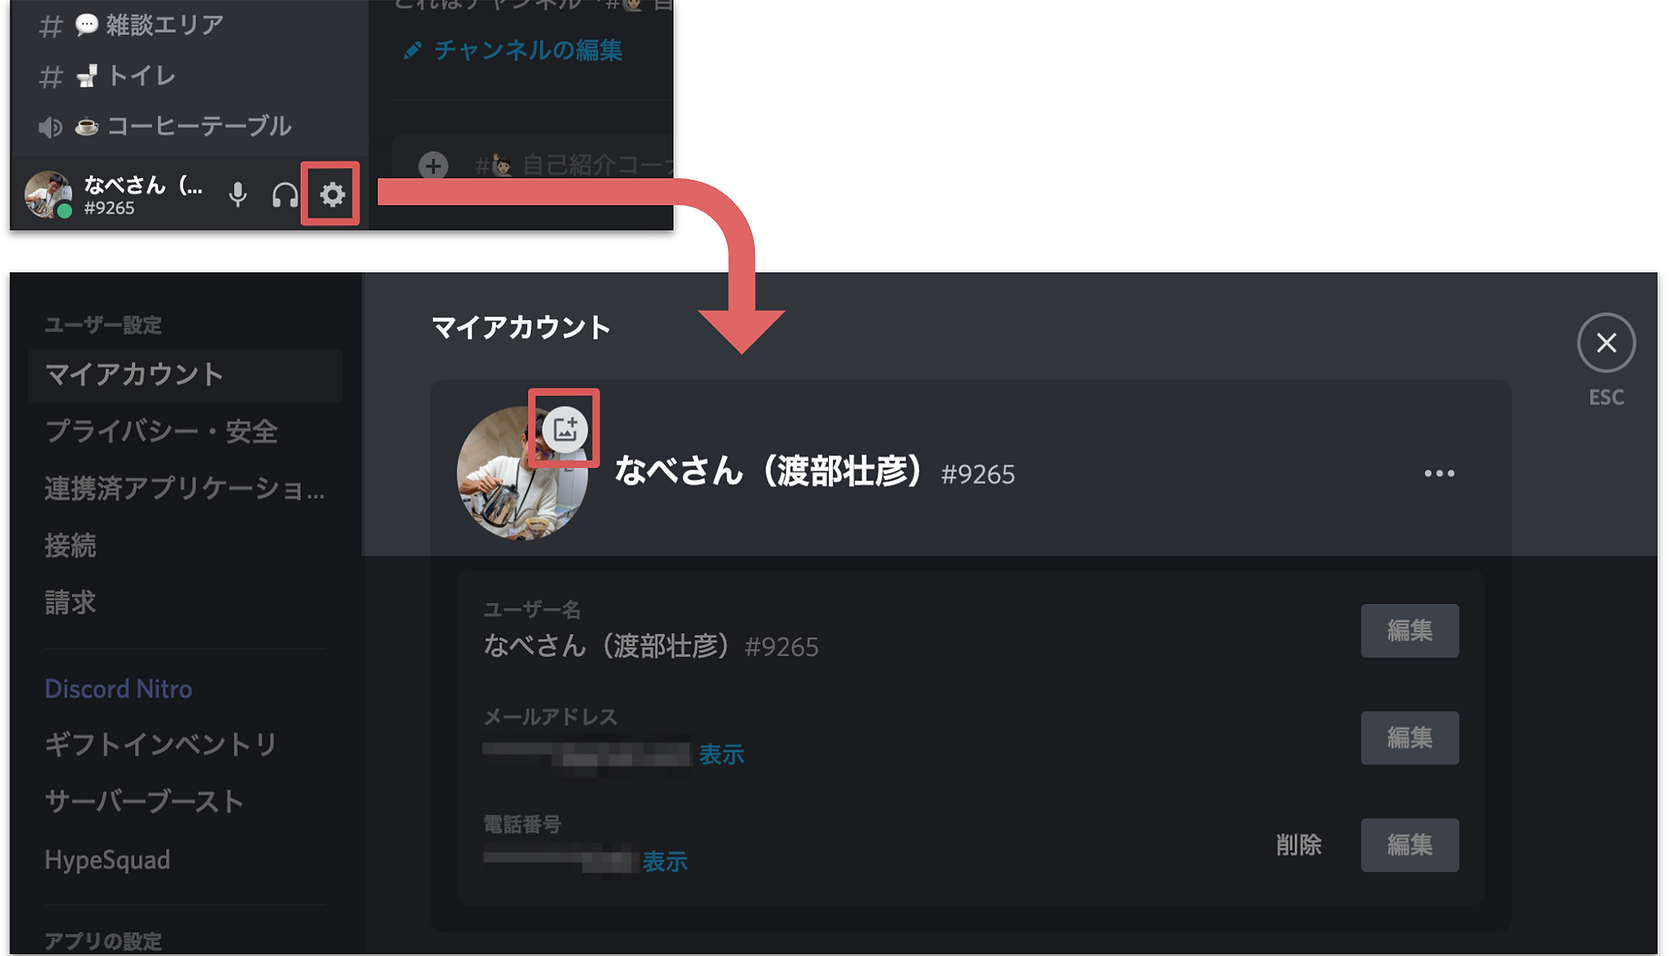 # 雑談エリア
# トイレ
コーヒーテーブル
なべさん（...
#9265
チャンネルの編集
# 自己紹介コーナ
ユーザー設定
マイアカウント
プライバシー・安全
連携済アプリケーショ...
接続
請求
Discord Nitro
ギフトインベントリ
サーバーブースト
HypeSquad
アプリの設定
マイアカウント
なべさん（渡部壮彦） #9265
ユーザー名
なべさん（渡部壮彦） #9265
編集
メールアドレス
表示
編集
電話番号
表示
削除
編集
ESC